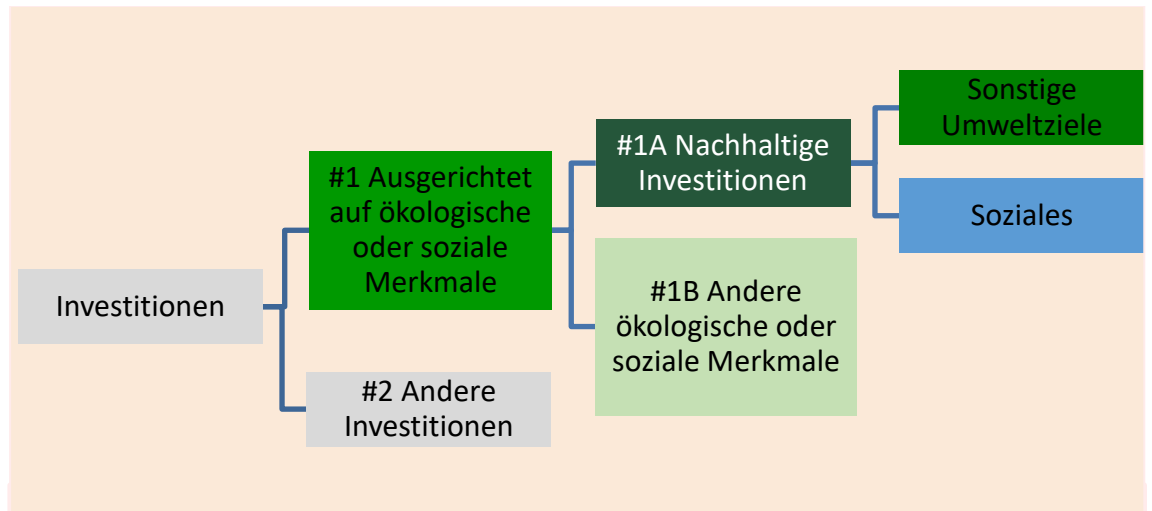 Investitionen
#1 Ausgerichtet
auf ökologische
oder soziale
Merkmale
#2 Andere
Investitionen
#1A Nachhaltige
Investitionen
#1B Andere
ökologische oder
soziale Merkmale
Sonstige
Umweltziele
Soziales